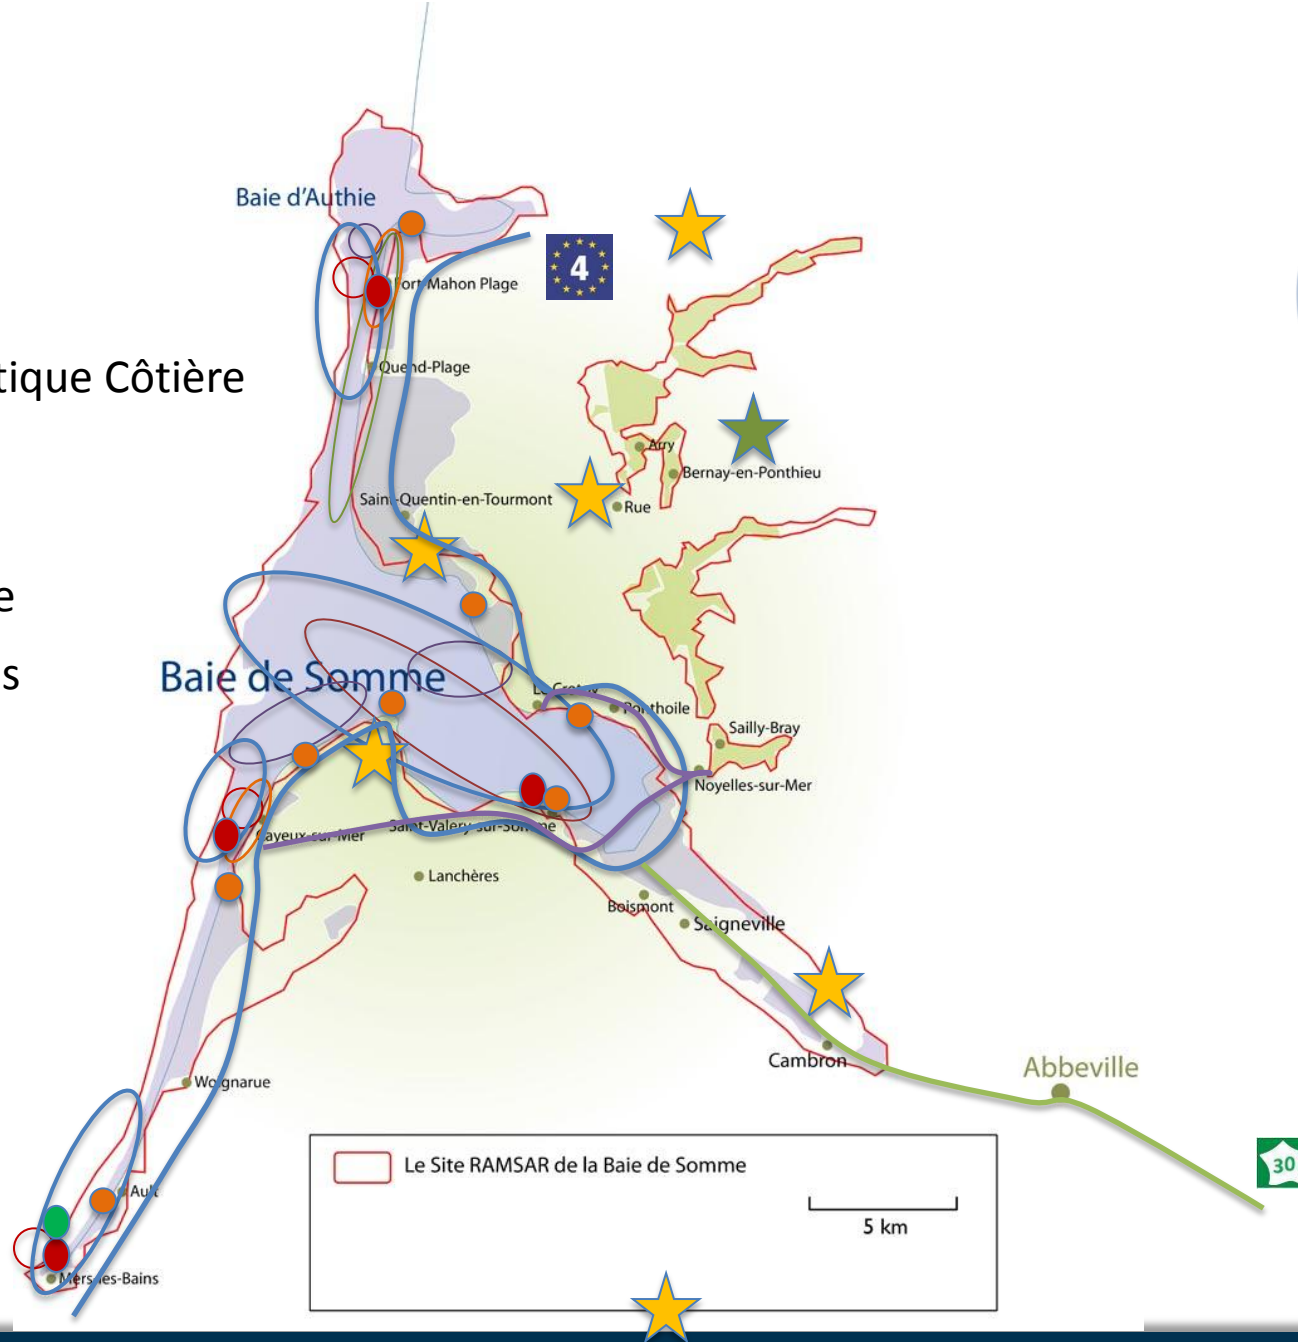 Baie d'Authie
4
Fort-Mahon Plage
Quend-Plage
tique Côtière
Arry
Bernay-en-Ponthieu
Saint-Quentin-en-Tourmont
Rue
e
s
Baie de Somme
Le Crotoy
Ponthoile
Sailly-Bray
Noyelles-sur-Mer
Cayeux-sur-Mer
Saint-Valery-sur-Somme
Lanchères
Boismont
Saigneville
Cambron
Abbeville
Woignarue
30
Le Site RAMSAR de la Baie de Somme
5 km
Ault
Mers-les-Bains